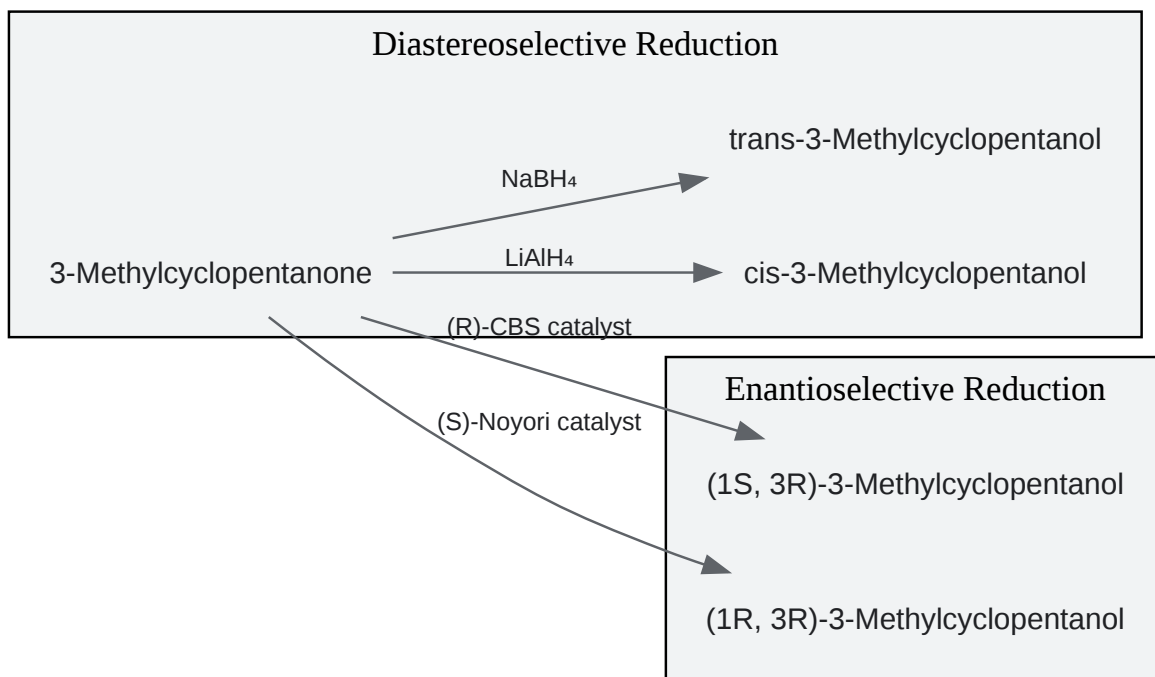 Diastereoselective Reduction
trans-3-Methylcyclopentanol
NaBH₄
LiAlH₄
3-Methylcyclopentanone
cis-3-Methylcyclopentanol
(R)-CBS catalyst
Enantioselective Reduction
(S)-Noyori catalyst
(1S, 3R)-3-Methylcyclopentanol
(1R, 3R)-3-Methylcyclopentanol